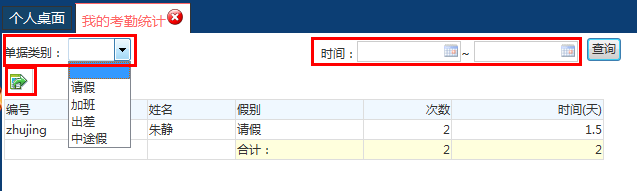 个人桌面 我的考勤统计
单据类别： 时间： ~ 查询
请假
加班
出差
中途假
编号 姓名 假别 次数 时间(天)
zhujing 朱静 请假 2 1.5
合计： 2 2